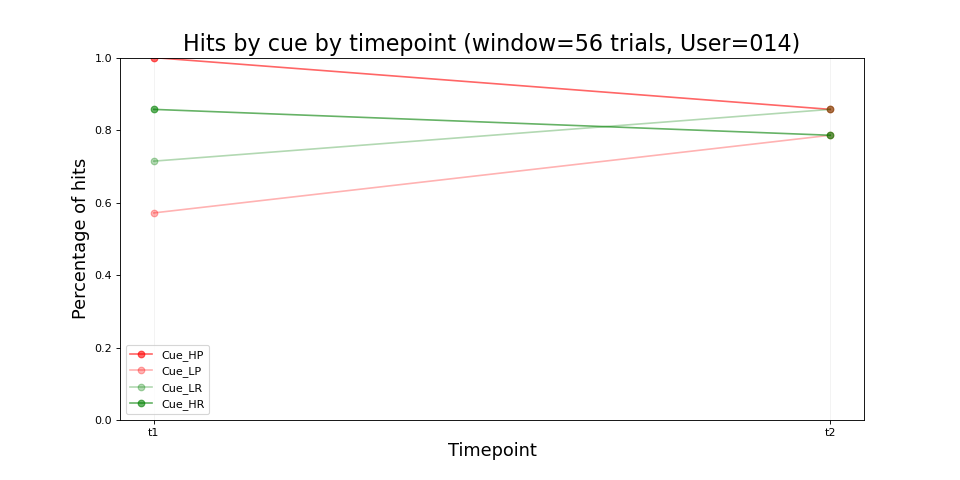 Hits by cue by timepoint (window=56 trials, User=014)
Percentage of hits
1.0
0.8
0.6
0.4
0.2
0.0
Cue_HP
Cue_LP
Cue_LR
Cue_HR
t1
t2
Timepoint